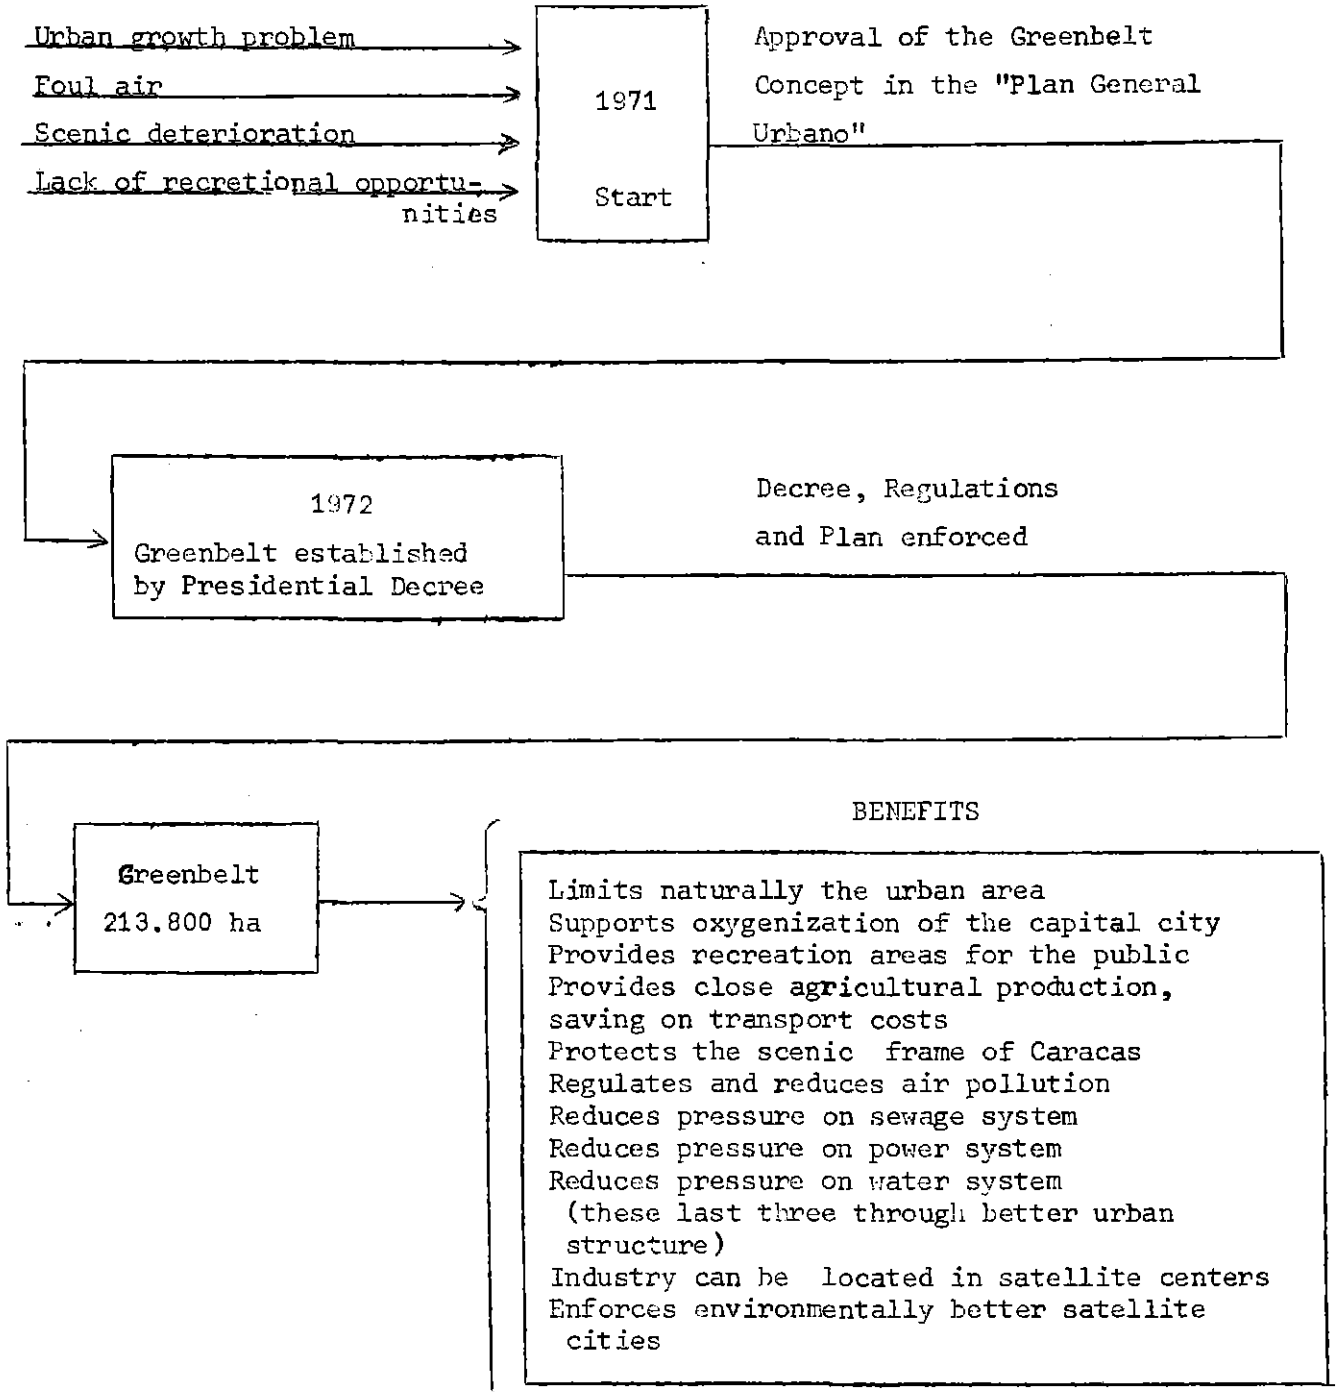 Urban growth problem
Foul air
Scenic deterioration
Lack of recretional opportu-
nities
1971
Start
Approval of the Greenbelt
Concept in the "Plan General
Urbano"
1972
Greenbelt established
by Presidential Decree
Decree, Regulations
and Plan enforced
Greenbelt
213.800 ha
BENEFITS
Limits naturally the urban area
Supports oxygenization of the capital city
Provides recreation areas for the public
Provides close agricultural production,
saving on transport costs
Protects the scenic frame of Caracas
Regulates and reduces air pollution
Reduces pressure on sewage system
Reduces pressure on power system
Reduces pressure on water system
(these last three through better urban
structure)
Industry can be located in satellite centers
Enforces environmentally better satellite
cities